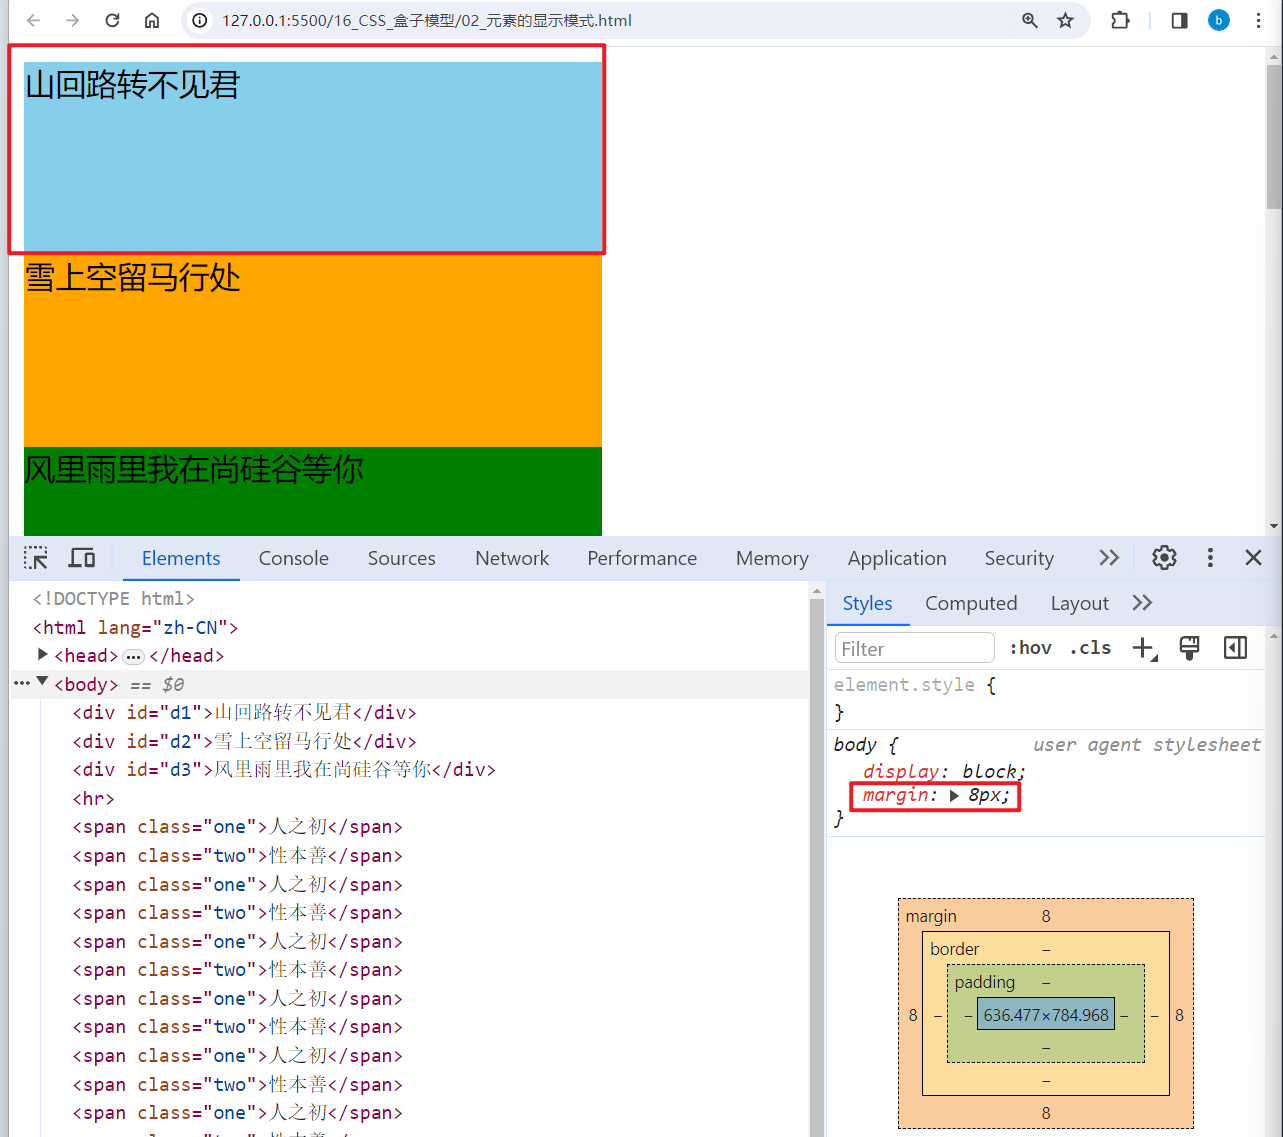 127.0.0.1:5500/16_CSS_盒子模型/02_元素的显示模式.html
b
山回路转不见君
雪上空留马行处
风里雨里我在尚硅谷等你
Elements Console Sources Network Performance Memory Application Security
<!DOCTYPE html>
<html lang="zh-CN">
<head> ⋯ </head>
<body> == $0
<div id="d1">山回路转不见君</div>
<div id="d2">雪上空留马行处</div>
<div id="d3">风里雨里我在尚硅谷等你</div>
<hr>
<span class="one">人之初</span>
<span class="two">性本善</span>
<span class="one">人之初</span>
<span class="two">性本善</span>
<span class="one">人之初</span>
<span class="two">性本善</span>
<span class="one">人之初</span>
<span class="two">性本善</span>
<span class="one">人之初</span>
<span class="two">性本善</span>
<span class="one">人之初</span>
Styles Computed Layout
Filter :hov .cls
element.style {
}
body { user agent stylesheet
display: block;
margin: 8px;
}
margin 8
border –
padding –
8 – – 636.477×784.968 – – 8
–
–
8